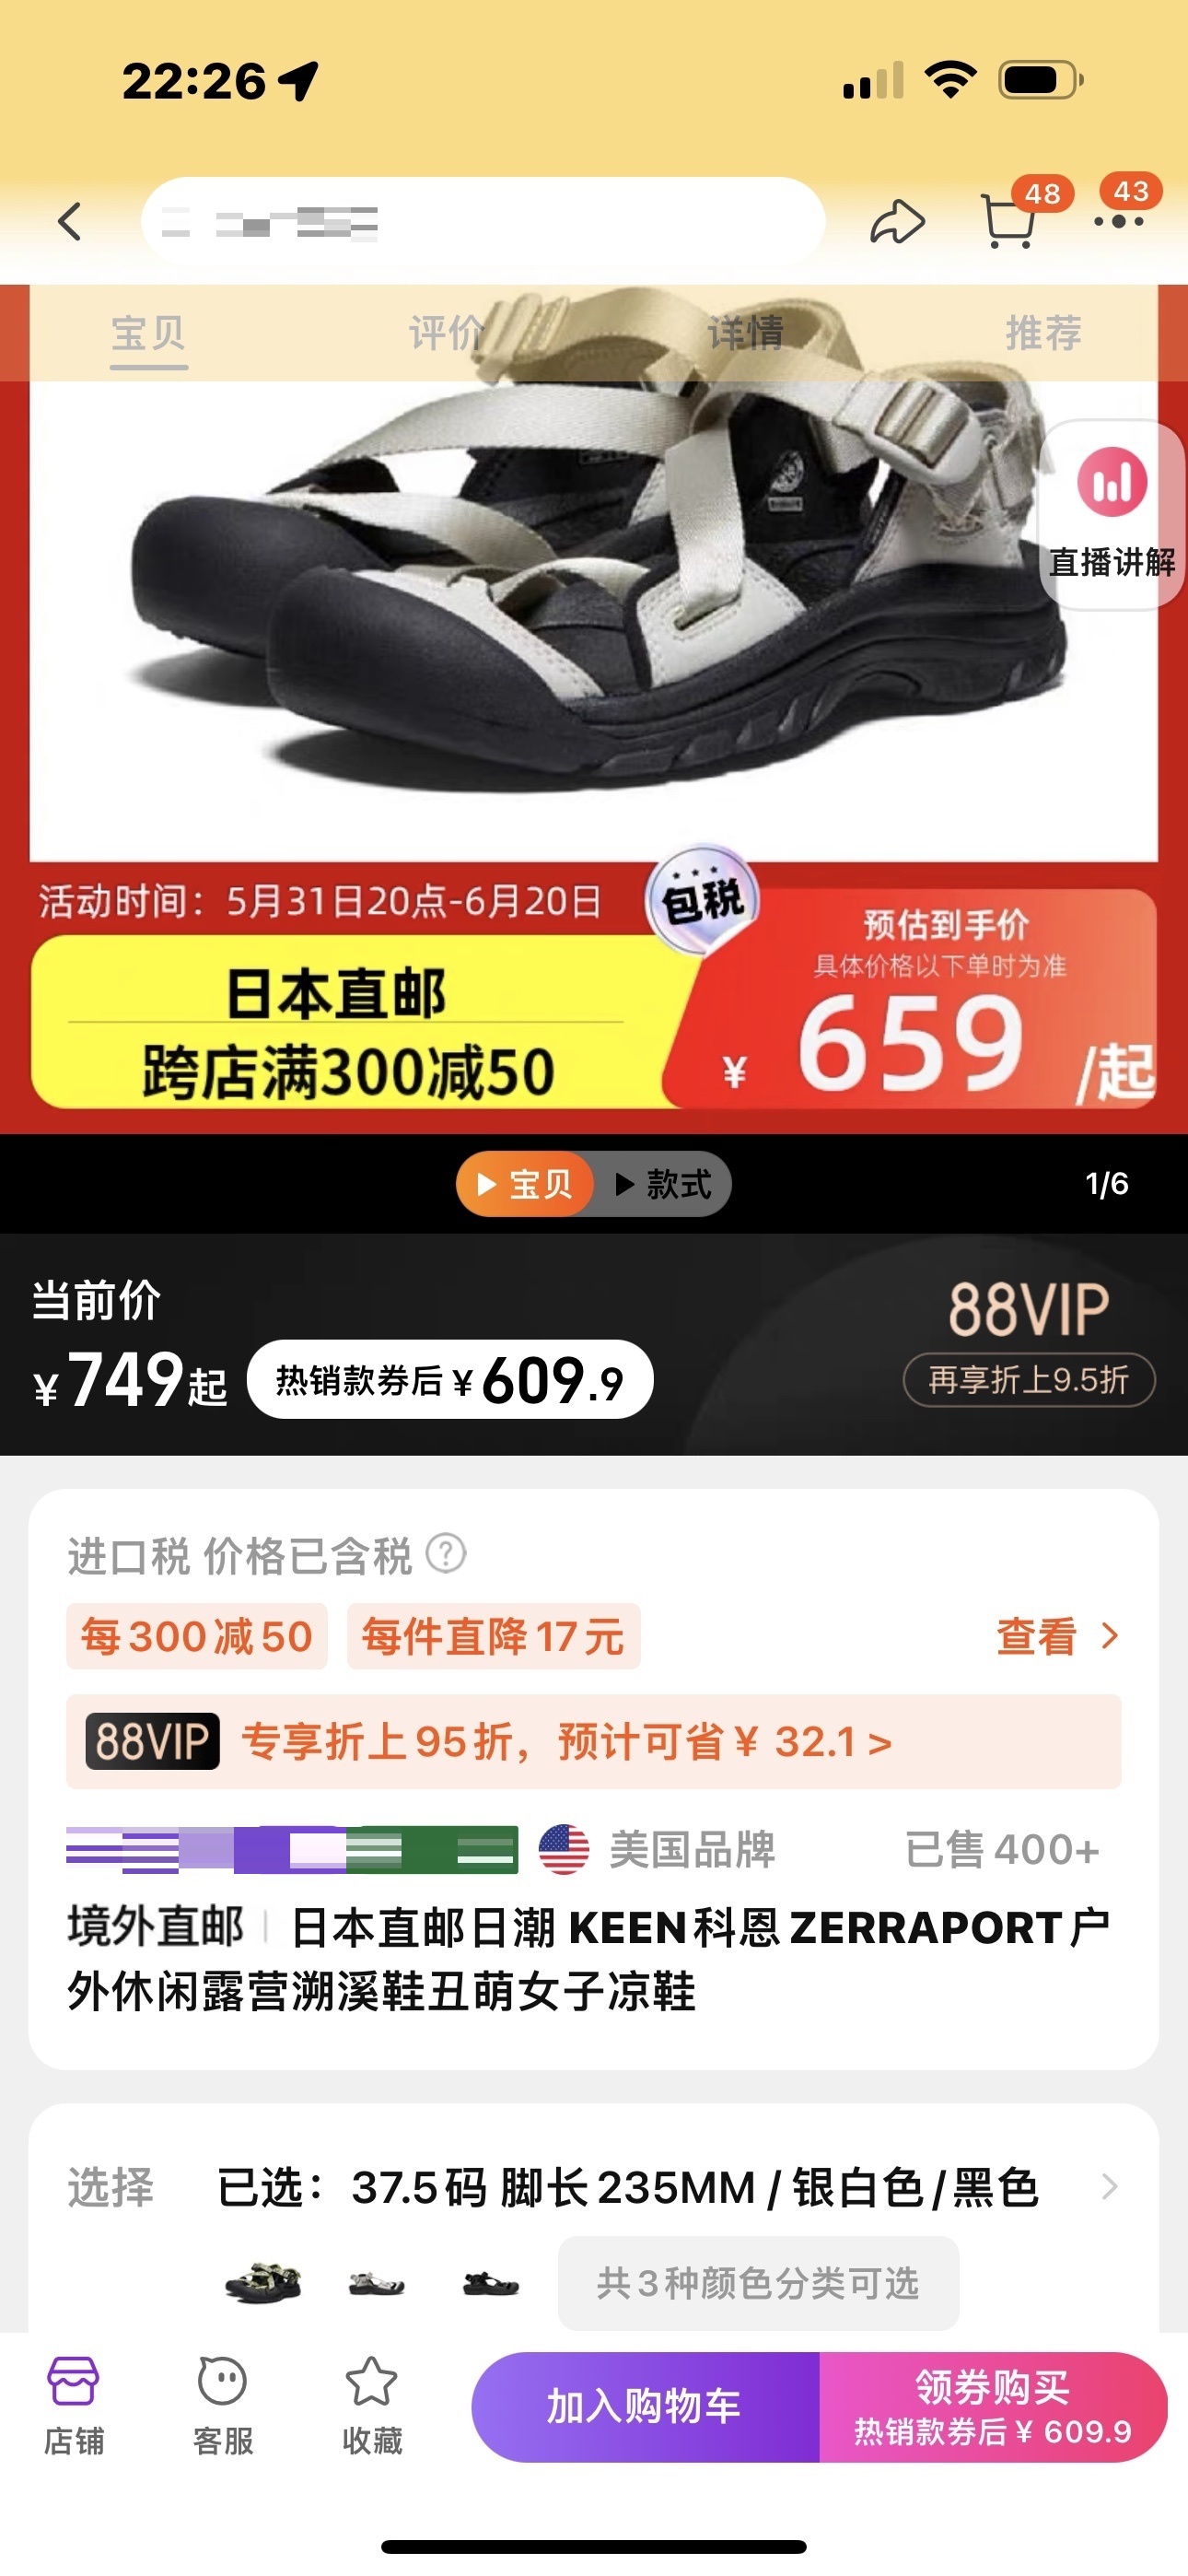 22:26
48
43
宝贝 评价 详情 推荐
直播讲解
活动时间：5月31日20点-6月20日
包税
预估到手价
具体价格以下单时为准
日本直邮
跨店满300减50
¥ 659 /起
宝贝 款式 1/6
当前价
88VIP
¥749起 热销款券后¥609.9
再享折上9.5折
进口税 价格已含税 ?
每300减50 每件直降17元 查看 >
88VIP 专享折上95折，预计可省¥ 32.1 >
美国品牌 已售400+
境外直邮 | 日本直邮日潮 KEEN科恩ZERRAPORT户
外休闲露营溯溪鞋丑萌女子凉鞋
选择 已选：37.5码 脚长235MM / 银白色/黑色 >
共3种颜色分类可选
店铺 客服 收藏
加入购物车
领券购买
热销款券后¥ 609.9